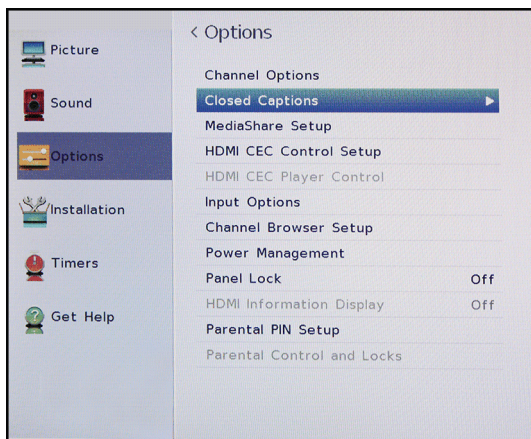 Picture
Sound
Options
Installation
Timers
Get Help
< Options
Channel Options
Closed Captions
MediaShare Setup
HDMI CEC Control Setup
HDMI CEC Player Control
Input Options
Channel Browser Setup
Power Management
Panel Lock Off
HDMI Information Display Off
Parental PIN Setup
Parental Control and Locks